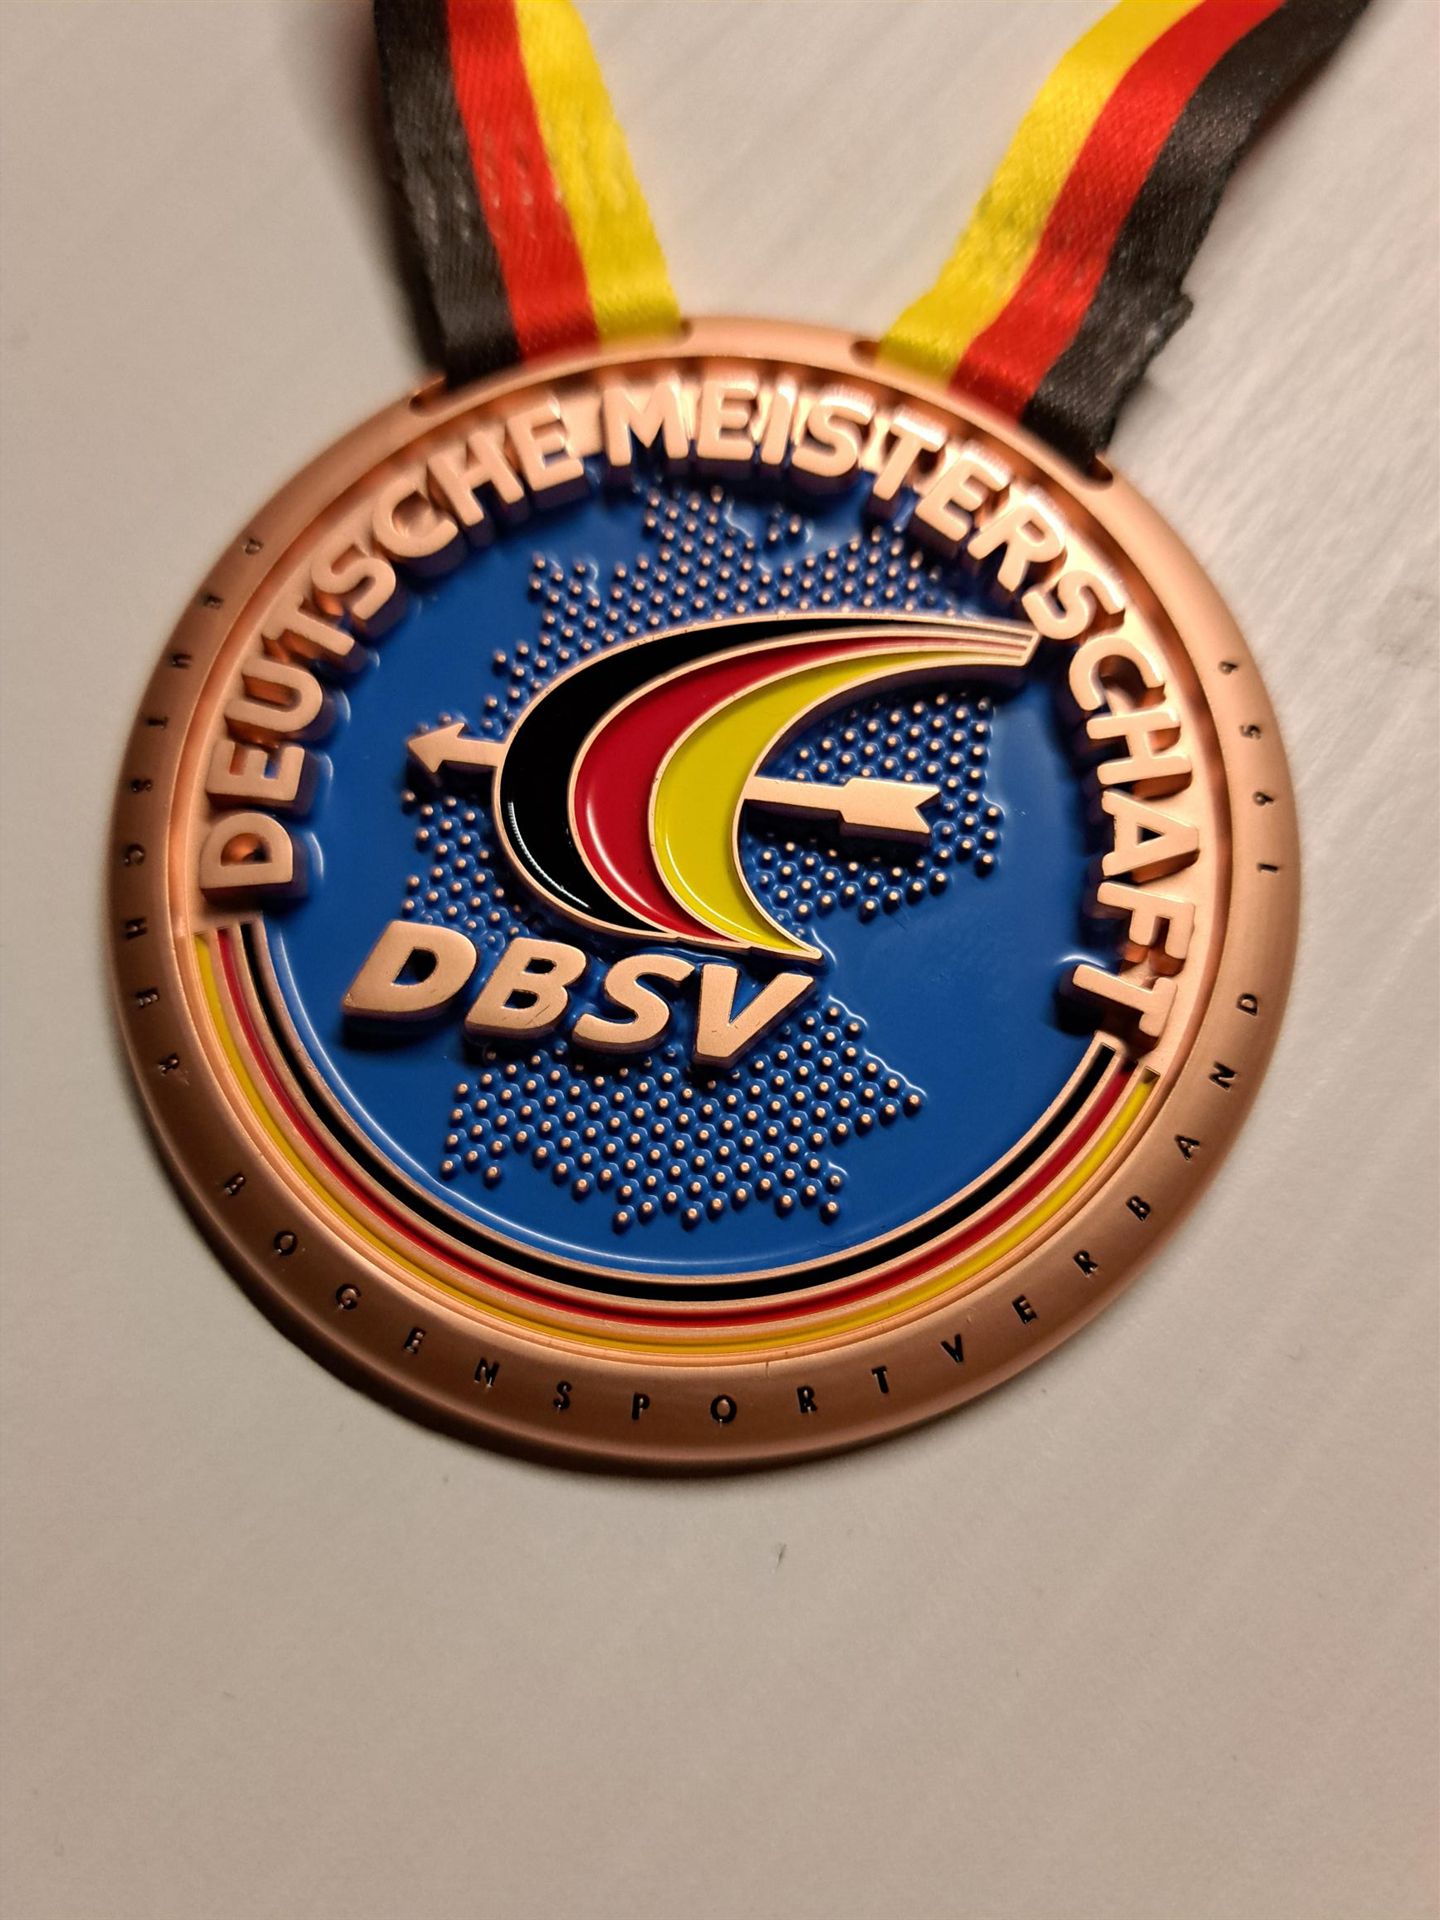 DEUTSCHE MEISTERSCHAFT
DBSV
DEUTSCHER BOGENSPORTVERBAND 1959